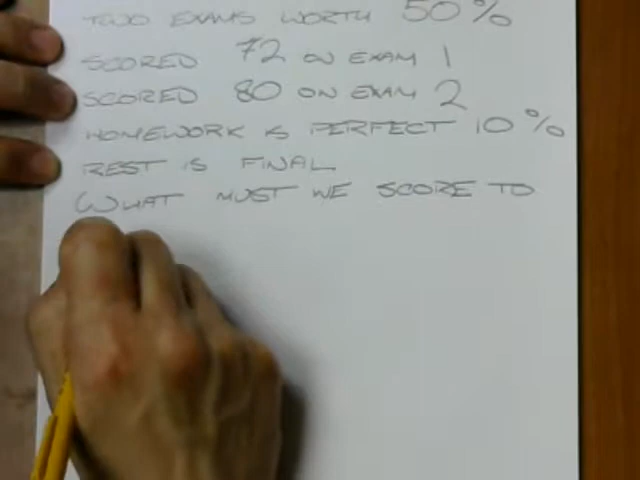 TWO EXAMS WORTH 50%
SCORED 72 ON EXAM 1
SCORED 80 ON EXAM 2
HOMEWORK IS PERFECT 10%
REST IS FINAL
WHAT MUST WE SCORE TO